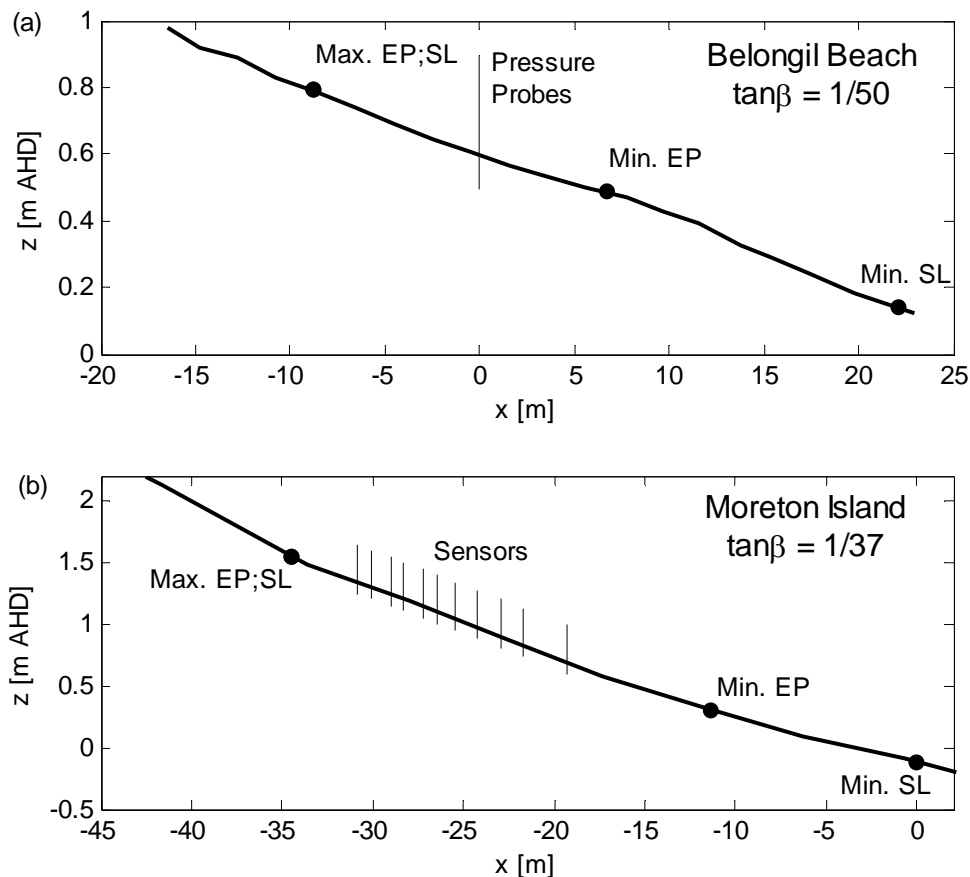 (a)
Belongil Beach
tanβ = 1/50
Max. EP;SL
Pressure
Probes
Min. EP
Min. SL
z [m AHD]
1
0.8
0.6
0.4
0.2
0
-20
-15
-10
-5
0
5
10
15
20
25
x [m]
(b)
Moreton Island
tanβ = 1/37
Sensors
Max. EP;SL
Min. EP
Min. SL
z [m AHD]
2
1.5
1
0.5
0
-0.5
-45
-40
-35
-30
-25
-20
-15
-10
-5
0
x [m]